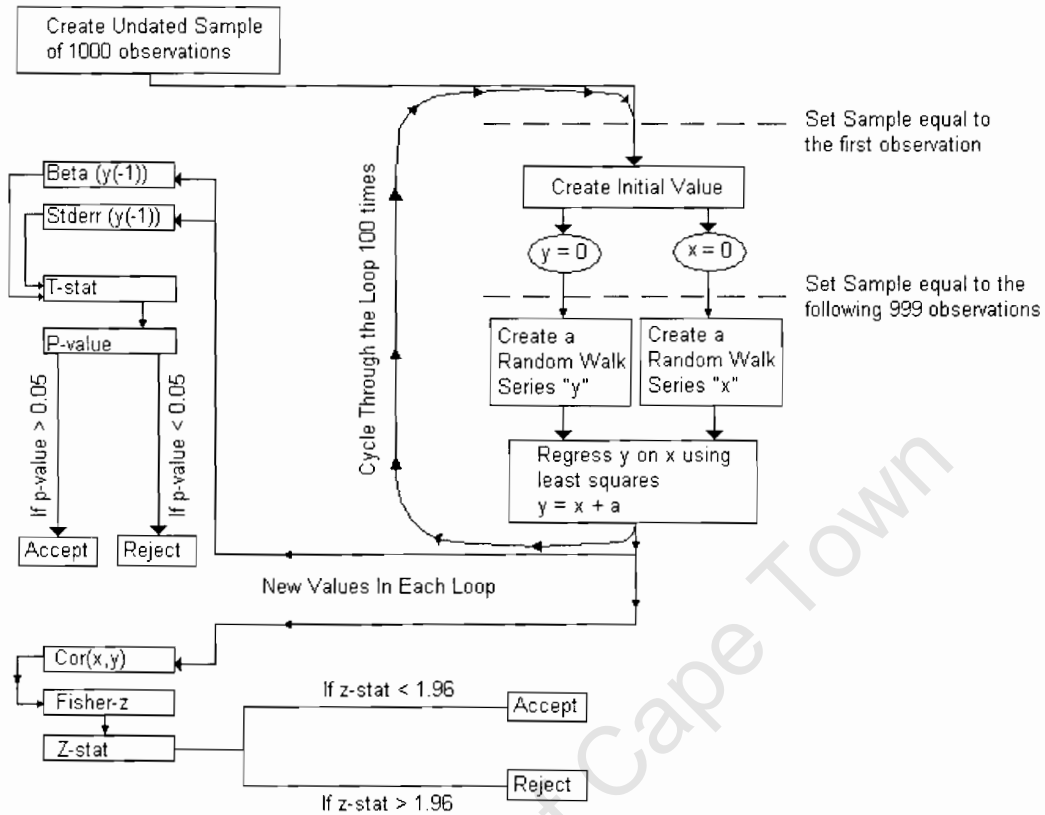 Create Undated Sample
of 1000 observations
Set Sample equal to
the first observation
Beta (y(-1))
Stderr (y(-1))
T-stat
P-value
If p-value > 0.05
If p-value < 0.05
Accept
Reject
Cycle Through the Loop 100 times
Create Initial Value
y = 0
x = 0
Set Sample equal to the
following 999 observations
Create a
Random Walk
Series "y"
Create a
Random Walk
Series "x"
Regress y on x using
least squares
y = x + a
New Values In Each Loop
Cor(x,y)
Fisher-z
Z-stat
If z-stat < 1.96
Accept
Reject
If z-stat > 1.96
Cape Town